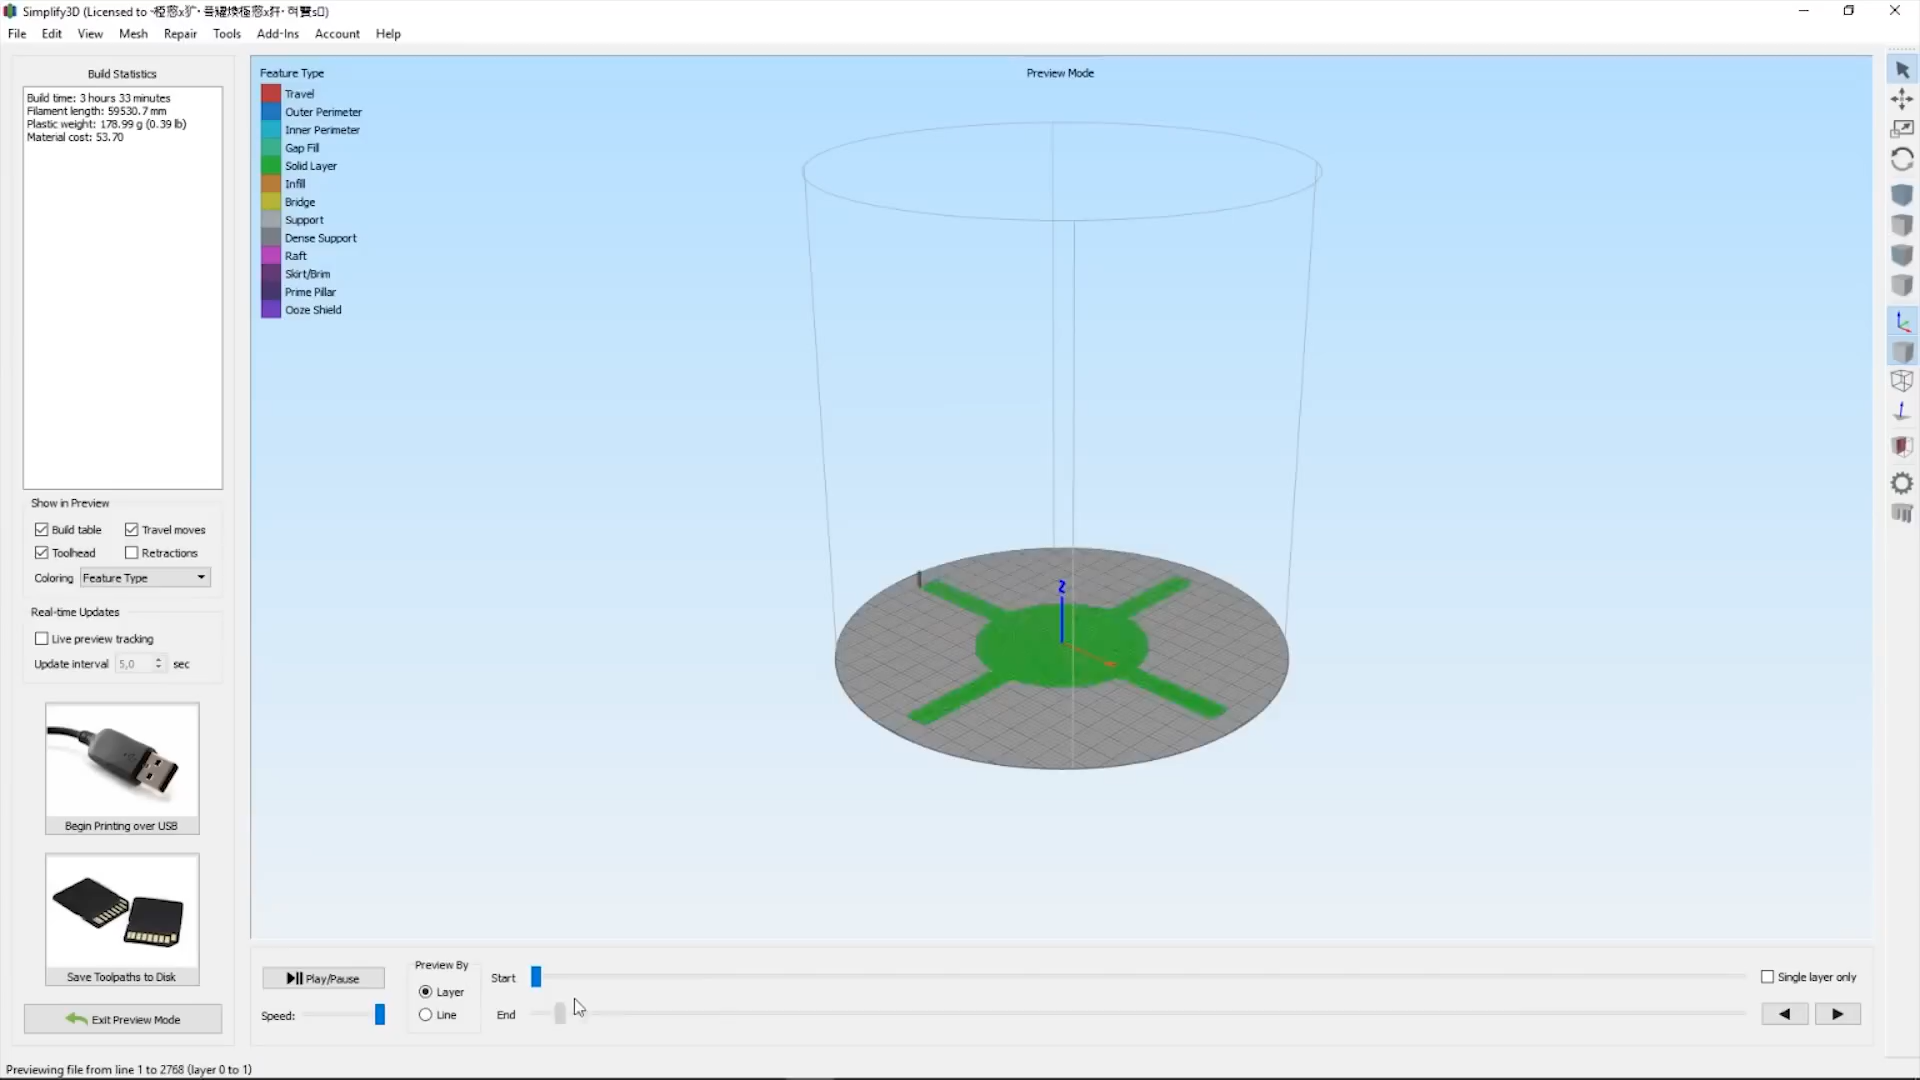 Simplify3D (Licensed to
File Edit View Mesh Repair Tools Add-Ins Account Help
Build Statistics
Build time: 3 hours 33 minutes
Filament length: 59530.7 mm
Plastic weight: 178.99 g (0.39 lb)
Material cost: 53.70
Show in Preview
Build table Travel moves
Toolhead Retractions
Coloring Feature Type
Real-time Updates
Live preview tracking
Update interval 5,0 sec
Begin Printing over USB
Save Toolpaths to Disk
Exit Preview Mode
Feature Type
Travel
Outer Perimeter
Inner Perimeter
Gap Fill
Solid Layer
Infill
Bridge
Support
Dense Support
Raft
Skirt/Brim
Prime Pillar
Ooze Shield
Preview Mode
Play/Pause
Speed:
Preview By
Layer
Line
Start
End
Single layer only
Previewing file from line 1 to 2768 (layer 0 to 1)